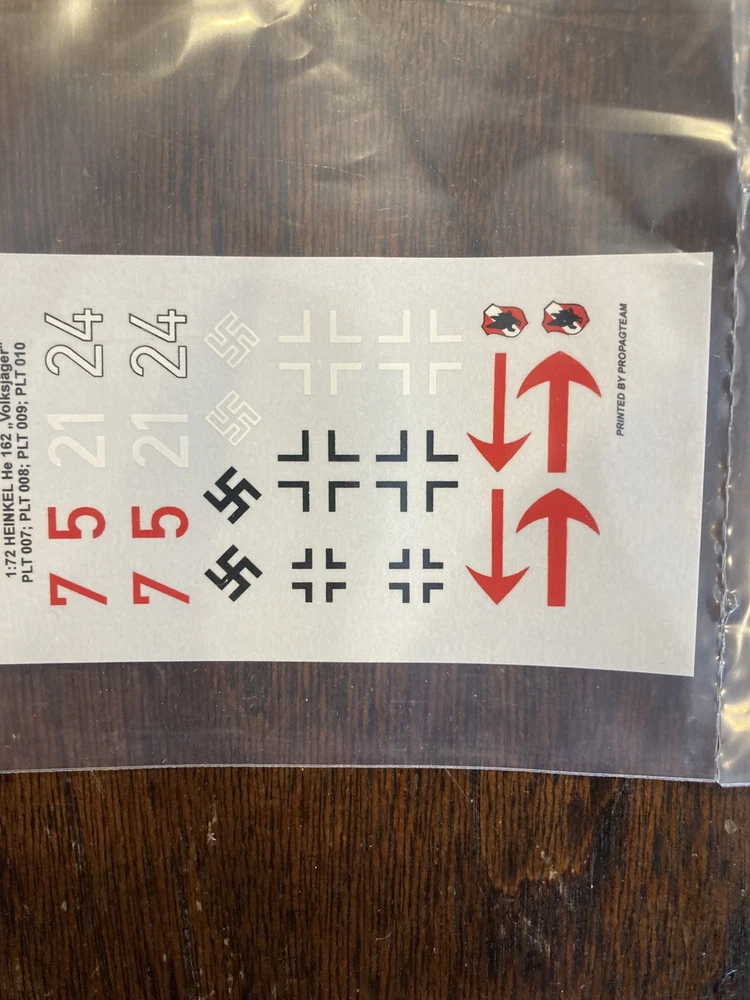 1:72 HEINKEL He 162 „Volksjäger"
PLT 007; PLT 008; PLT 009; PLT 010
7 5 21 24
7 5 21 24
PRINTED BY PROPAGTEAM